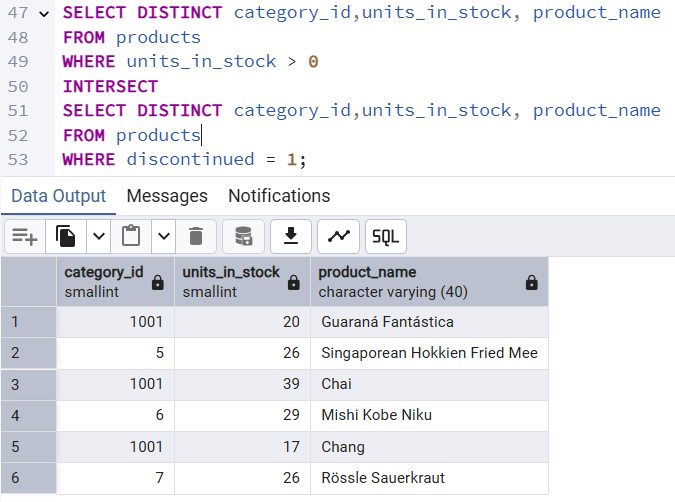 47 SELECT DISTINCT category_id,units_in_stock, product_name
48 FROM products
49 WHERE units_in_stock > 0
50 INTERSECT
51 SELECT DISTINCT category_id,units_in_stock, product_name
52 FROM products
53 WHERE discontinued = 1;
Data Output Messages Notifications
SQL
category_id units_in_stock product_name
smallint smallint character varying (40)
1 1001 20 Guaraná Fantástica
2 5 26 Singaporean Hokkien Fried Mee
3 1001 39 Chai
4 6 29 Mishi Kobe Niku
5 1001 17 Chang
6 7 26 Rössle Sauerkraut